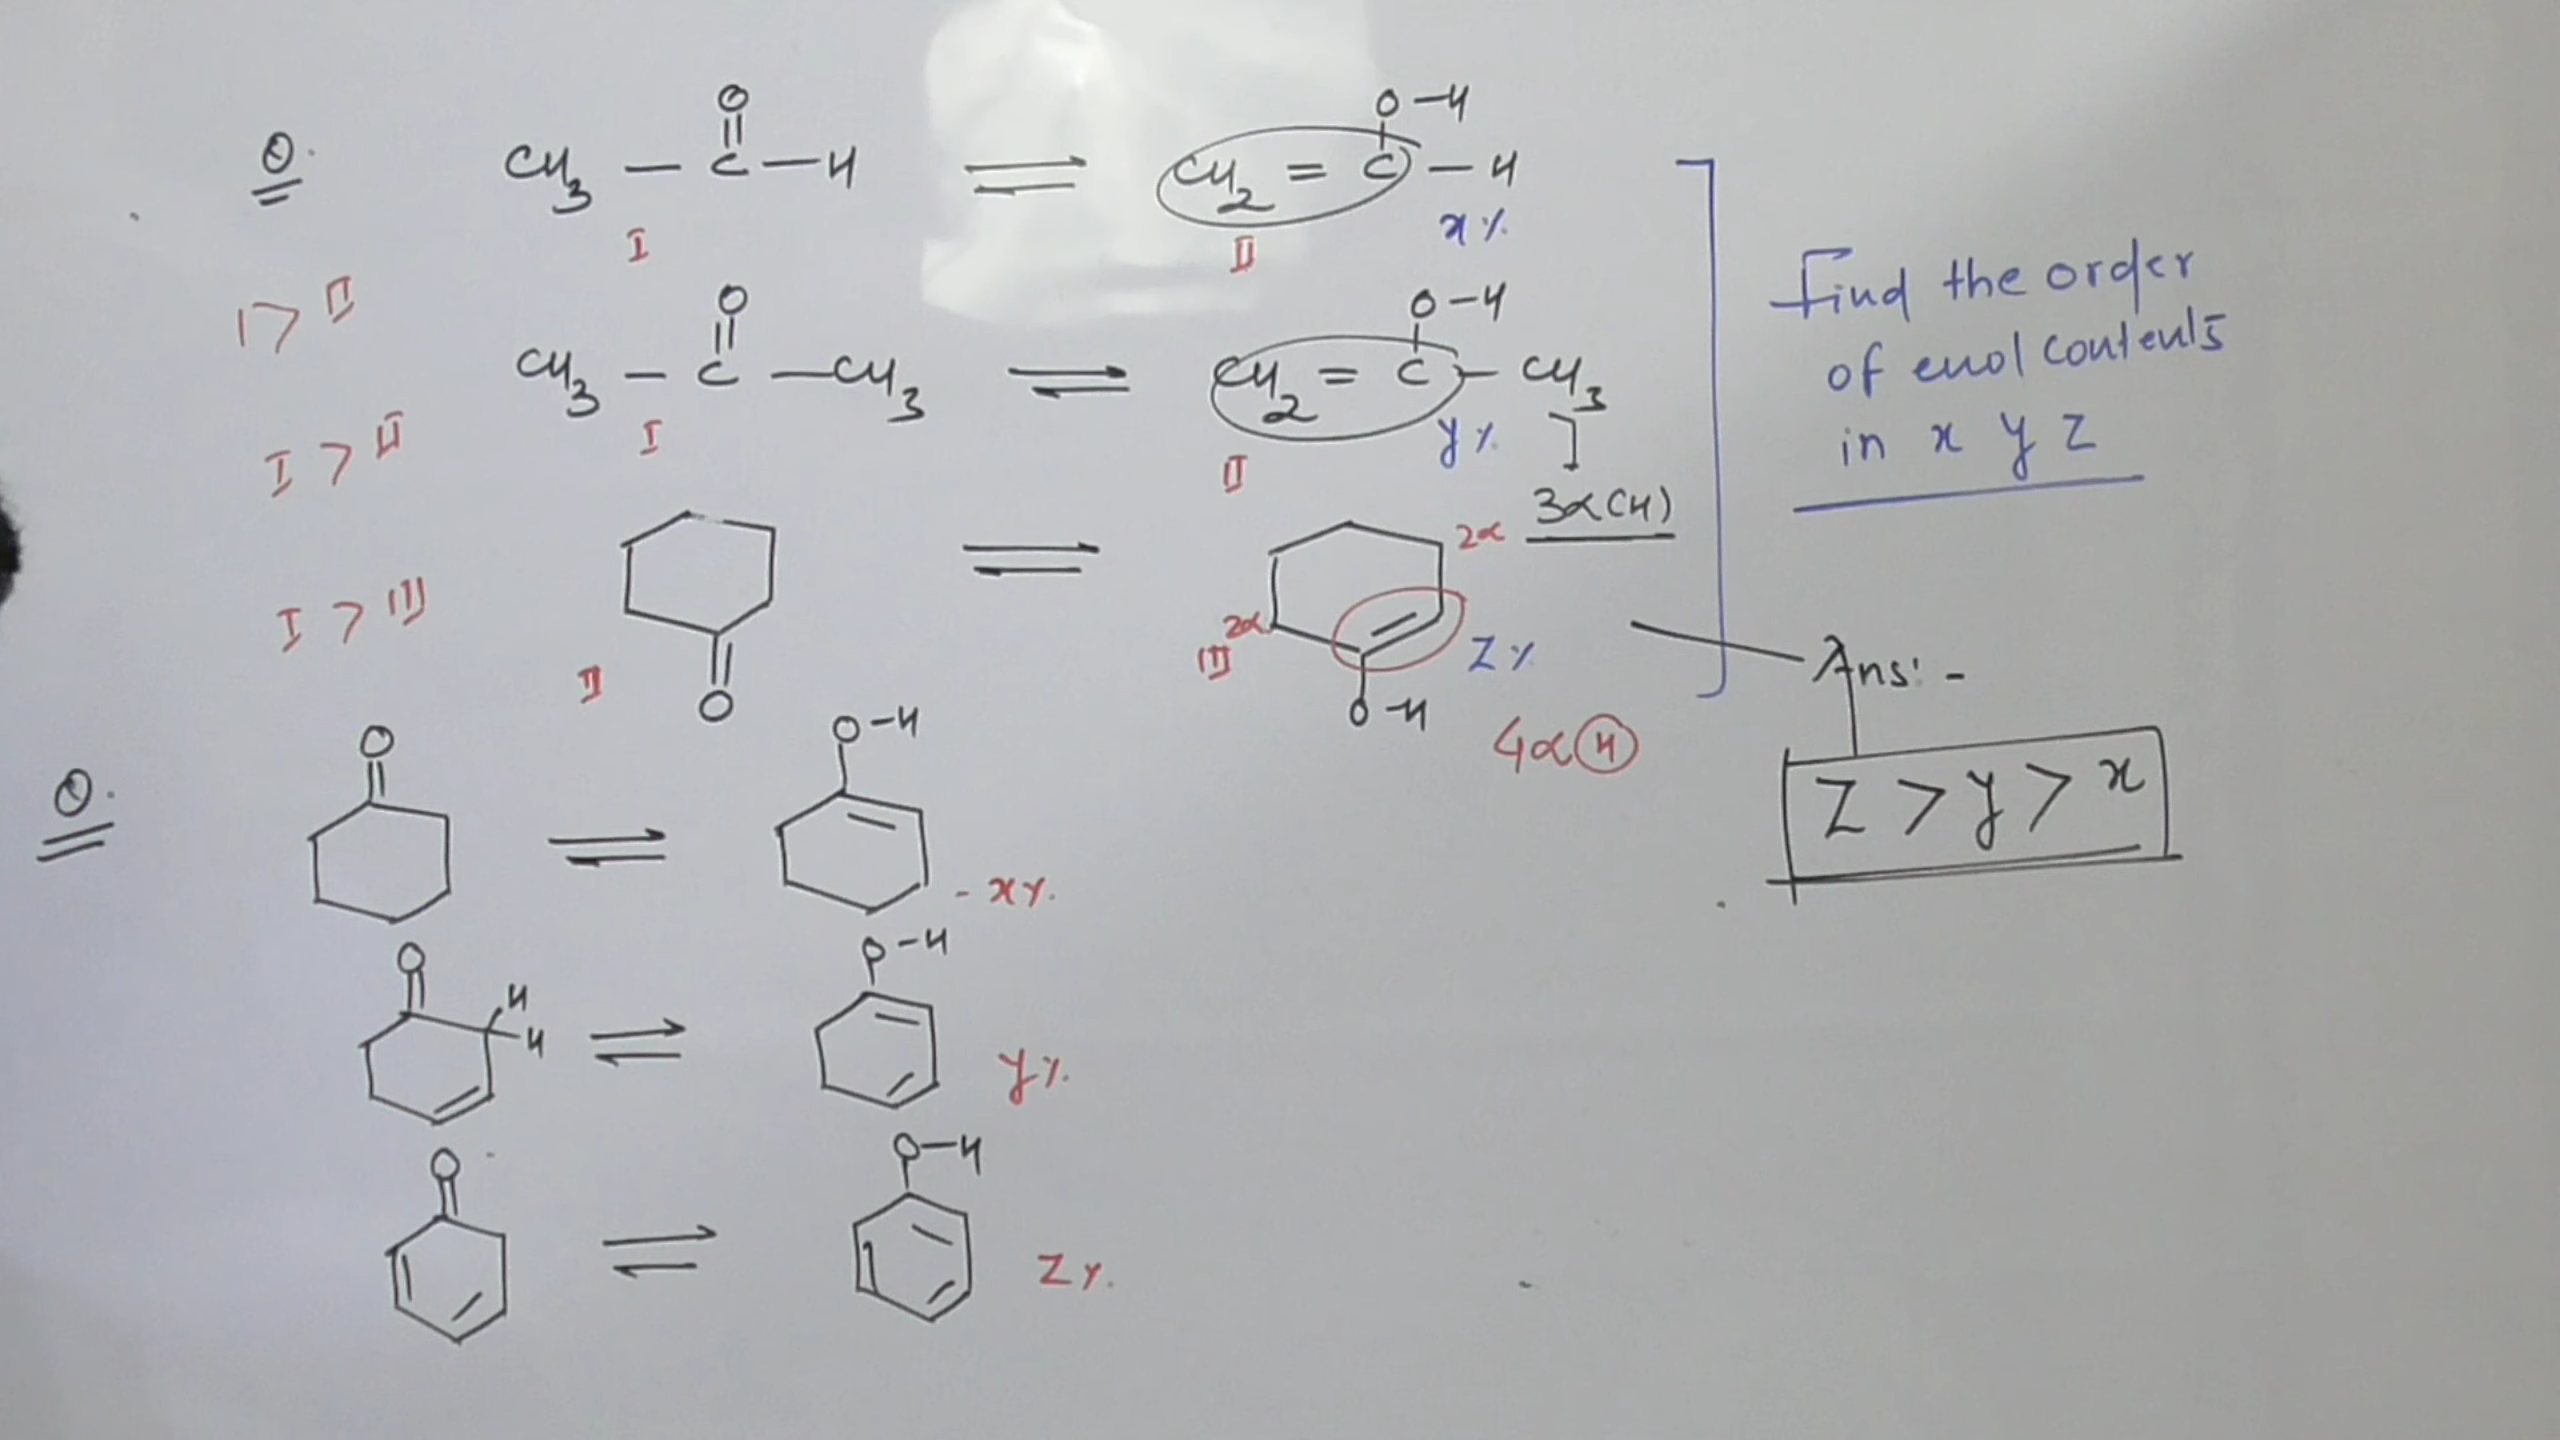 Q.
O
CH3 – C – H ⇌ CH2 = C – H
O–H
x%
I
II
I > II
O
CH3 – C – CH3 ⇌ CH2 = C – CH3
O–H
y%
I
II
3α(H)
I > II
O
II
⇌
2α
2α
III
Z%
O–H
4α(H)
I > III
Find the order
of enol contents
in x y z
Ans: -
Z > y > x
Q.
O
⇌
O–H
- x%.
O
H
H
⇌
O–H
y%.
O
⇌
O–H
Z%.